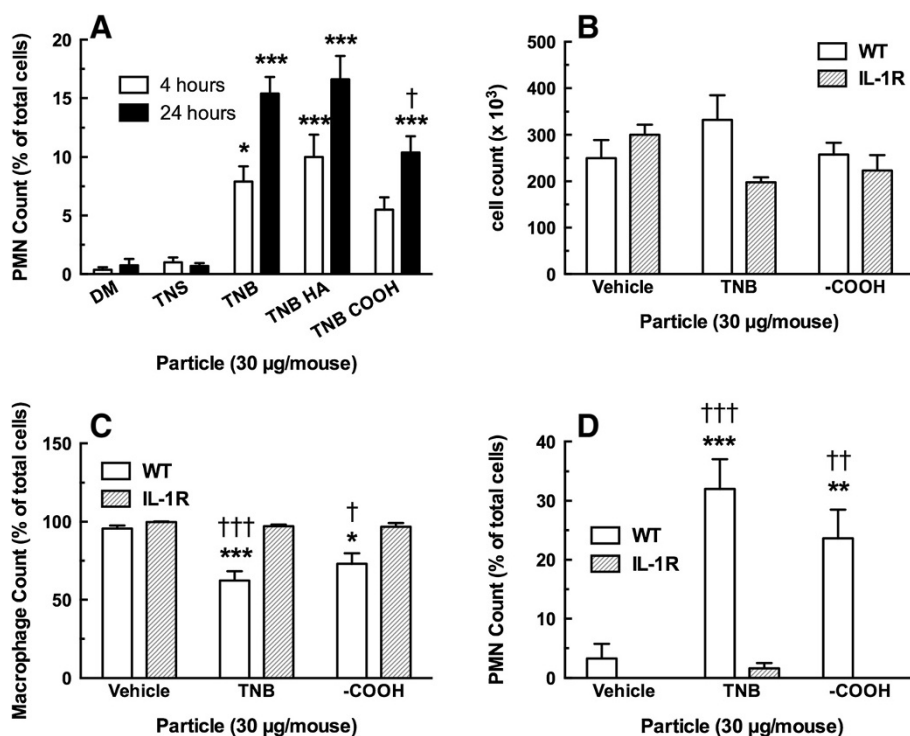 A
PMN Count (% of total cells)
20
15
10
5
0
4 hours
24 hours
*
***
***
***
†
***
DM
TNS
TNB
TNB HA
TNB COOH
Particle (30 µg/mouse)
B
cell count (x 10³)
500
400
300
200
100
0
WT
IL-1R
Vehicle
TNB
-COOH
Particle (30 µg/mouse)
C
Macrophage Count (% of total cells)
150
100
50
0
WT
IL-1R
†††
***
†
*
Vehicle
TNB
-COOH
Particle (30 µg/mouse)
D
PMN Count (% of total cells)
40
30
20
10
0
WT
IL-1R
†††
***
††
**
Vehicle
TNB
-COOH
Particle (30 µg/mouse)